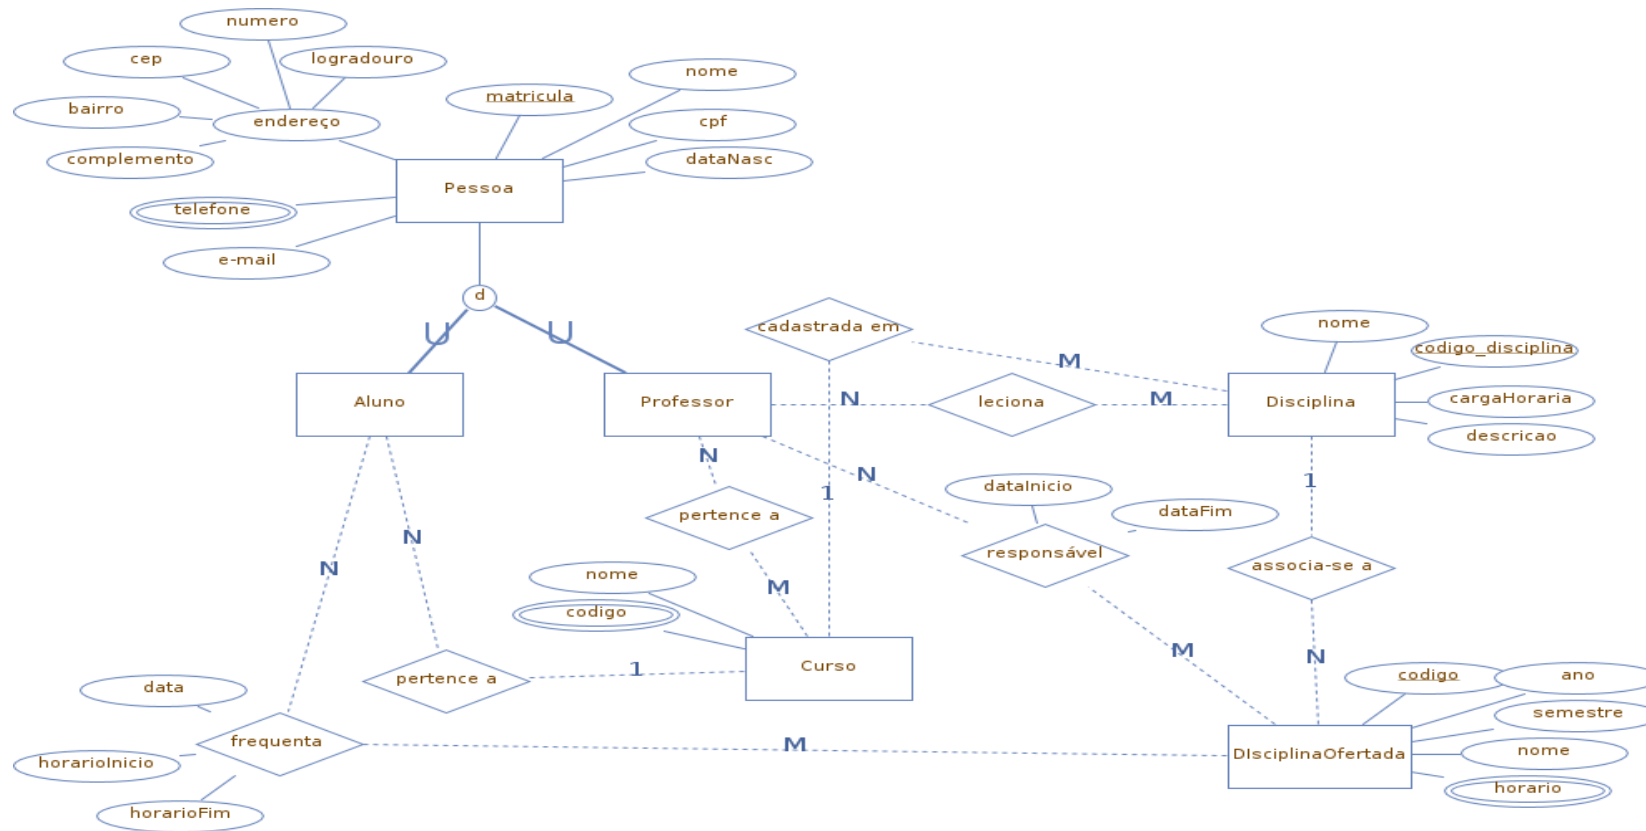 numero
cep
logradouro
nome
matricula
bairro
endereço
cpf
complemento
dataNasc
Pessoa
telefone
e-mail
d
U
U
cadastrada em
nome
M
codigo_disciplina
Aluno
Professor
N
leciona
M
Disciplina
cargaHoraria
descricao
N
N
1
dataInicio
1
dataFim
pertence a
N
responsável
N
associa-se a
nome
M
codigo
M
N
Curso
1
pertence a
codigo
ano
data
semestre
frequenta
M
DIsciplinaOfertada
nome
horarioInicio
horario
horarioFim